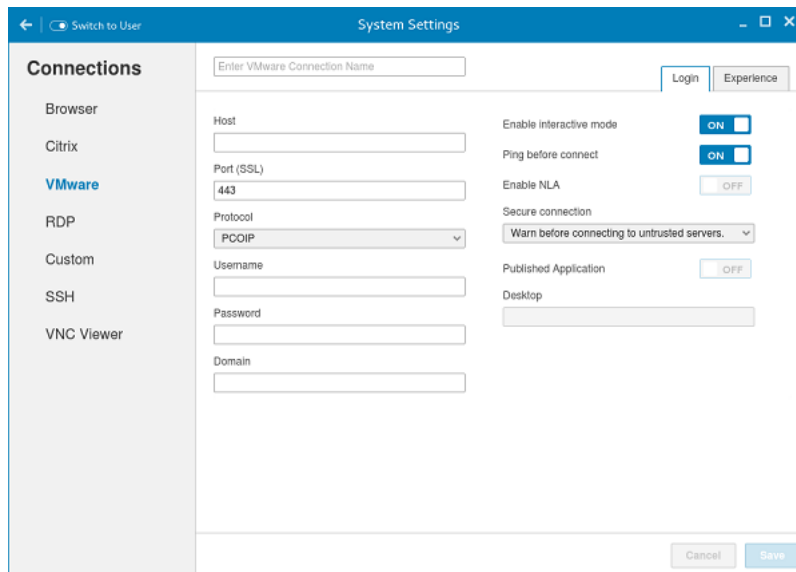 Switch to User
System Settings
Connections
Browser
Citrix
VMware
RDP
Custom
SSH
VNC Viewer
Enter VMware Connection Name
Login
Experience
Host
Port (SSL)
443
Protocol
PCOIP
Username
Password
Domain
Enable interactive mode
ON
Ping before connect
ON
Enable NLA
OFF
Secure connection
Warn before connecting to untrusted servers.
Published Application
OFF
Desktop
Cancel
Save